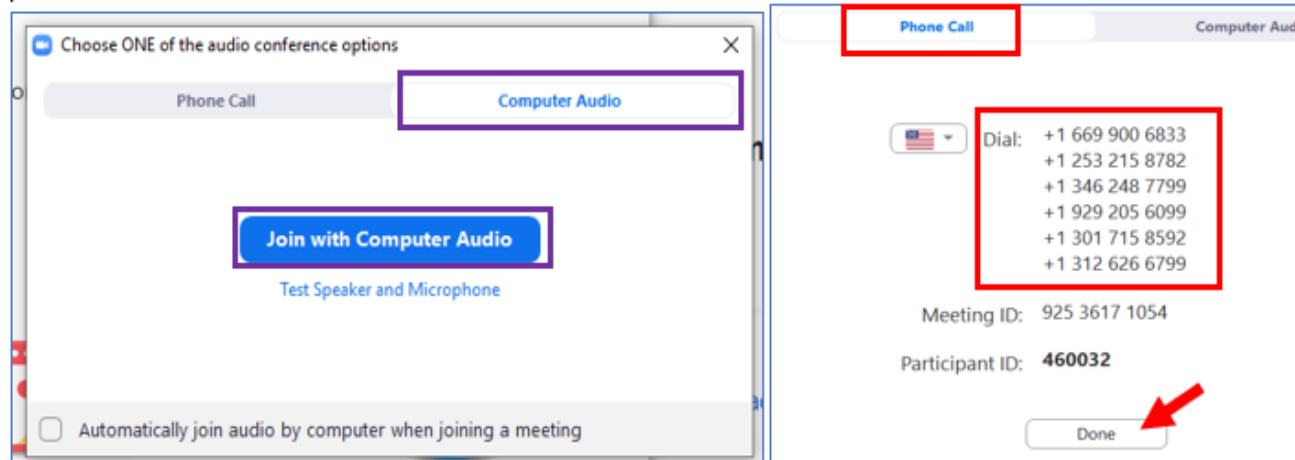 Choose ONE of the audio conference options
Phone Call
Computer Audio
Join with Computer Audio
Test Speaker and Microphone
Automatically join audio by computer when joining a meeting
Phone Call
Computer Aud
Dial: +1 669 900 6833
+1 253 215 8782
+1 346 248 7799
+1 929 205 6099
+1 301 715 8592
+1 312 626 6799
Meeting ID: 925 3617 1054
Participant ID: 460032
Done